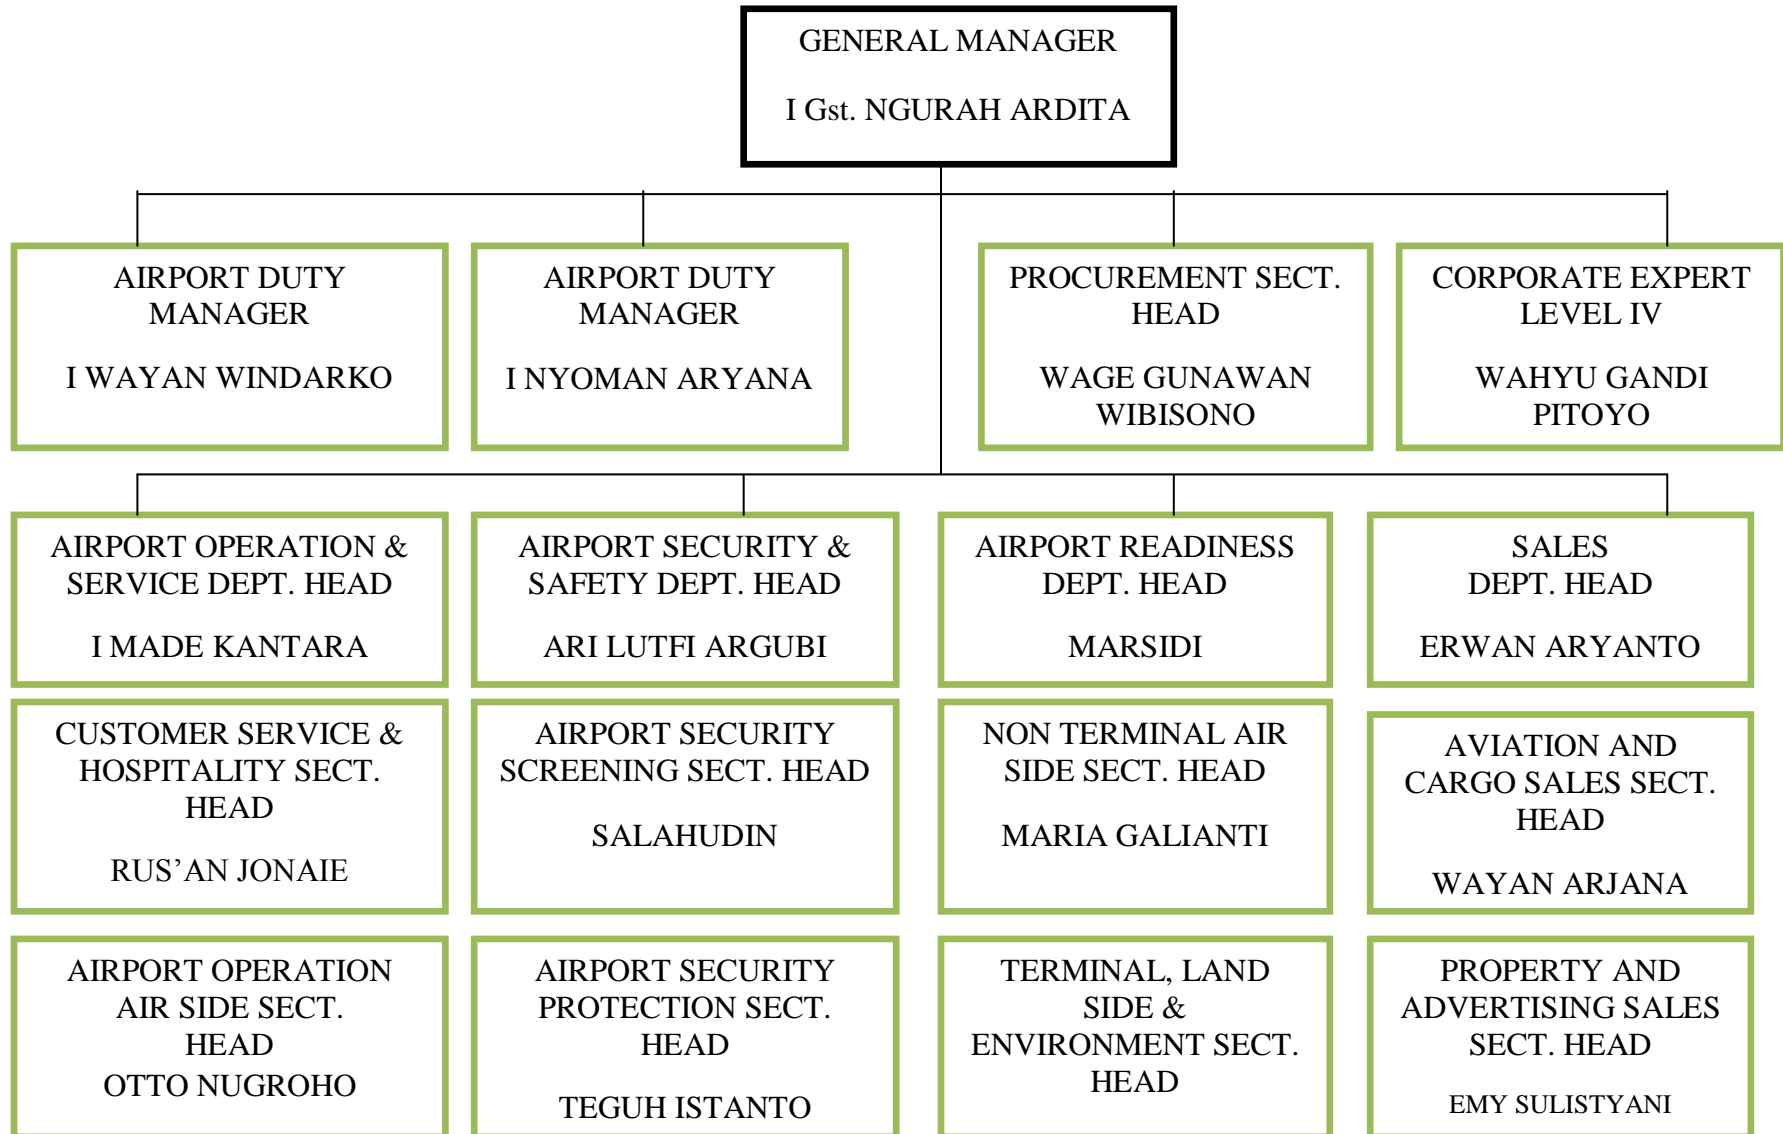 GENERAL MANAGER
I Gst. NGURAH ARDITA
AIRPORT DUTY
MANAGER
I WAYAN WINDARKO
AIRPORT DUTY
MANAGER
I NYOMAN ARYANA
PROCUREMENT SECT.
HEAD
WAGE GUNAWAN
WIBISONO
CORPORATE EXPERT
LEVEL IV
WAHYU GANDI
PITOYO
AIRPORT OPERATION &
SERVICE DEPT. HEAD
I MADE KANTARA
AIRPORT SECURITY &
SAFETY DEPT. HEAD
ARI LUTFI ARGUBI
AIRPORT READINESS
DEPT. HEAD
MARSIDI
SALES
DEPT. HEAD
ERWAN ARYANTO
CUSTOMER SERVICE &
HOSPITALITY SECT.
HEAD
RUS’AN JONAIE
AIRPORT SECURITY
SCREENING SECT. HEAD
SALAHUDIN
NON TERMINAL AIR
SIDE SECT. HEAD
MARIA GALIANTI
AVIATION AND
CARGO SALES SECT.
HEAD
WAYAN ARJANA
AIRPORT OPERATION
AIR SIDE SECT.
HEAD
OTTO NUGROHO
AIRPORT SECURITY
PROTECTION SECT.
HEAD
TEGUH ISTANTO
TERMINAL, LAND
SIDE &
ENVIRONMENT SECT.
HEAD
PROPERTY AND
ADVERTISING SALES
SECT. HEAD
EMY SULISTYANI